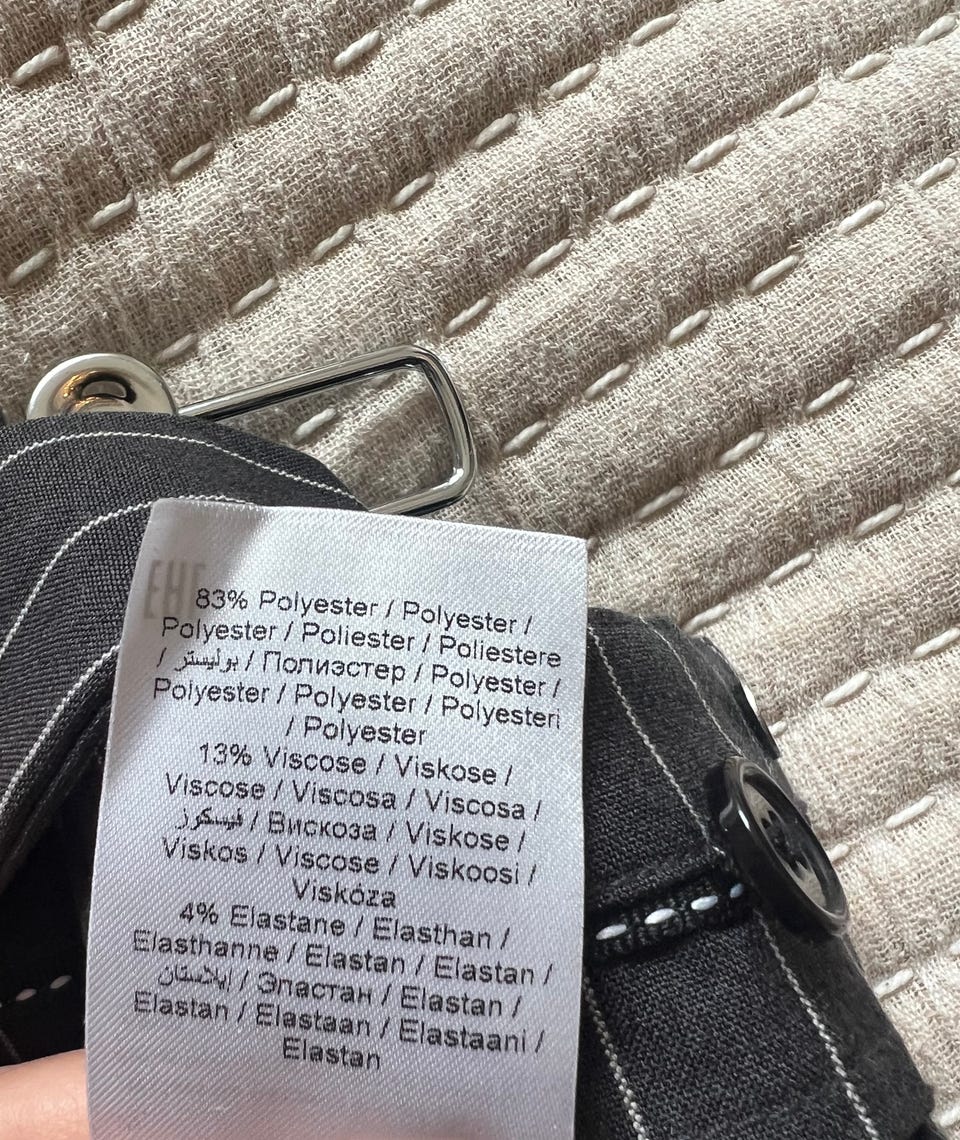 83% Polyester / Polyester /
Polyester / Poliester / Poliestere
/ بوليستر / Полиэстер / Polyester /
Polyester / Polyester / Polyesteri
/ Polyester
13% Viscose / Viskose /
Viscose / Viscosa / Viscosa /
فيسكوز / Вискоза / Viskose /
Viskos / Viscose / Viskoosi /
Viskóza
4% Elastane / Elasthan /
Elasthanne / Elastan / Elastan /
إيلاستان / Эластан / Elastan /
Elastan / Elastaan / Elastaani /
Elastan